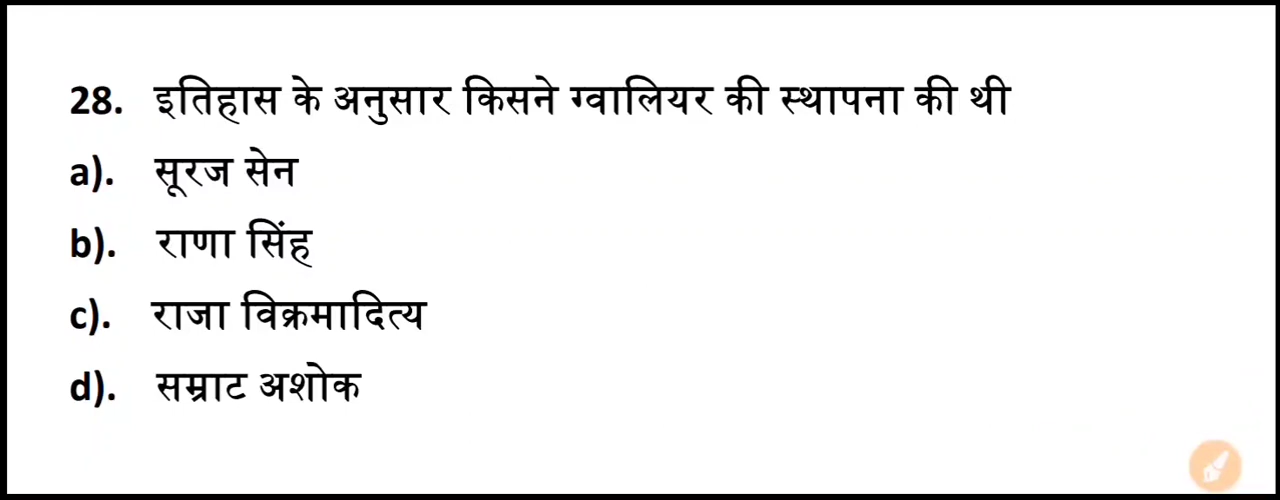 28. इतिहास के अनुसार किसने ग्वालियर की स्थापना की थी
a). सूरज सेन
b). राणा सिंह
c). राजा विक्रमादित्य
d). सम्राट अशोक